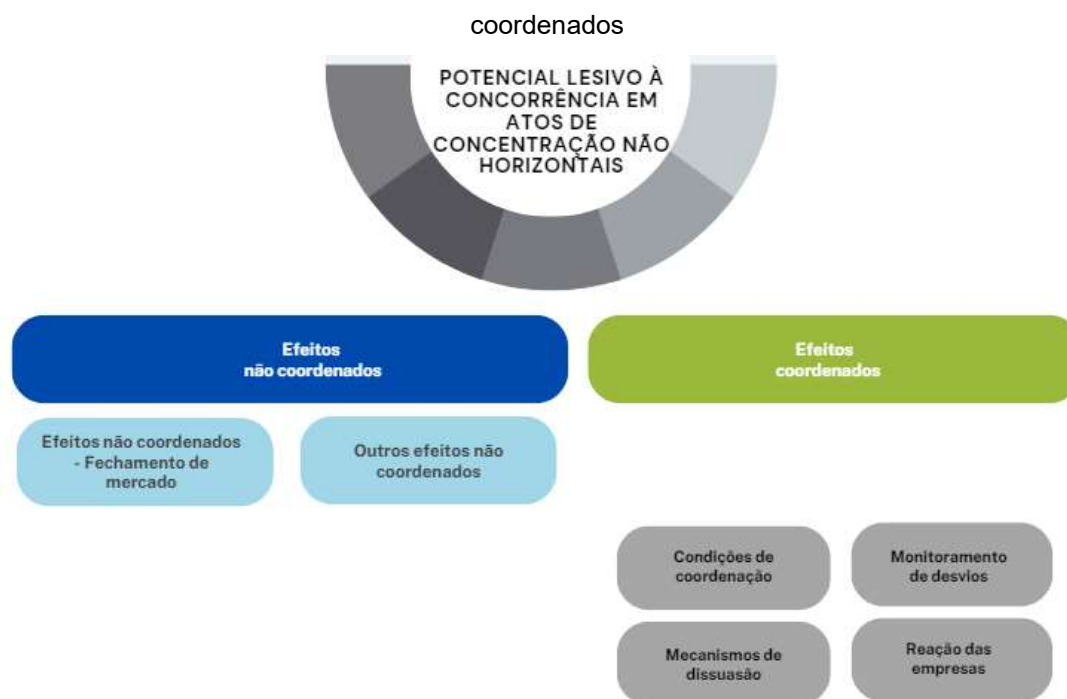 coordenados
POTENCIAL LESIVO À
CONCORRÊNCIA EM
ATOS DE
CONCENTRAÇÃO NÃO
HORIZONTAIS
Efeitos
não coordenados
Efeitos
coordenados
Efeitos não coordenados
- Fechamento de
mercado
Outros efeitos não
coordenados
Condições de
coordenação
Monitoramento
de desvios
Mecanismos de
dissuasão
Reação das
empresas